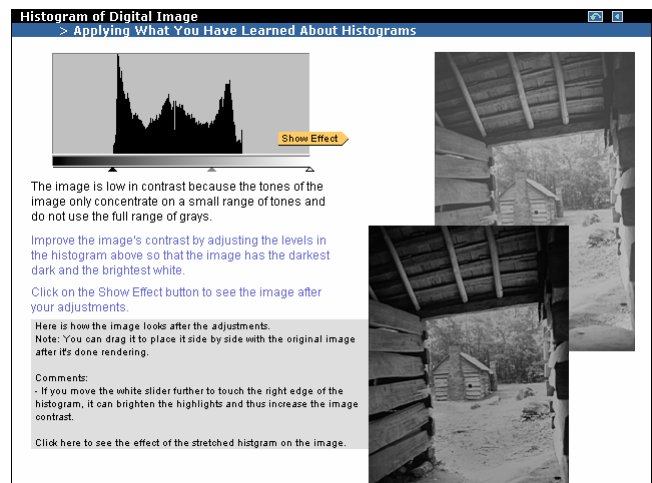 Histogram of Digital Image
> Applying What You Have Learned About Histograms
Show Effect
The image is low in contrast because the tones of the
image only concentrate on a small range of tones and
do not use the full range of grays.
Improve the image's contrast by adjusting the levels in
the histogram above so that the image has the darkest
dark and the brightest white.
Click on the Show Effect button to see the image after
your adjustments.
Here is how the image looks after the adjustments.
Note: You can drag it to place it side by side with the original image
after it's done rendering.
Comments:
- If you move the white slider further to touch the right edge of the
histogram, it can brighten the highlights and thus increase the image
contrast.
Click here to see the effect of the stretched histgram on the image.